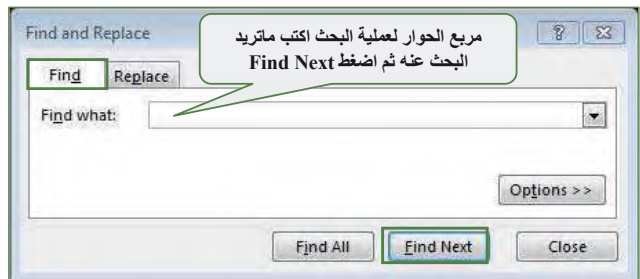 Find and Replace
مربع الحوار لعملية البحث اكتب ماتريد
البحث عنه ثم اضغط Find Next
Find
Replace
Find what:
Options >>
Find All
Find Next
Close